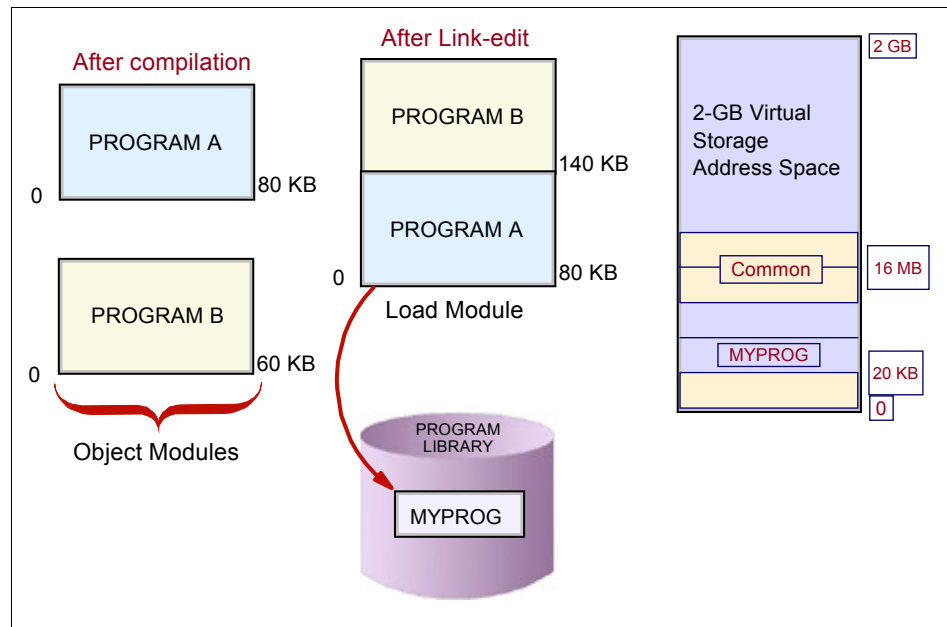 After compilation
PROGRAM A
0
80 KB
PROGRAM B
0
60 KB
Object Modules
After Link-edit
PROGRAM B
140 KB
PROGRAM A
0
80 KB
Load Module
PROGRAM
LIBRARY
MYPROG
2 GB
2-GB Virtual
Storage
Address Space
Common
16 MB
MYPROG
20 KB
0